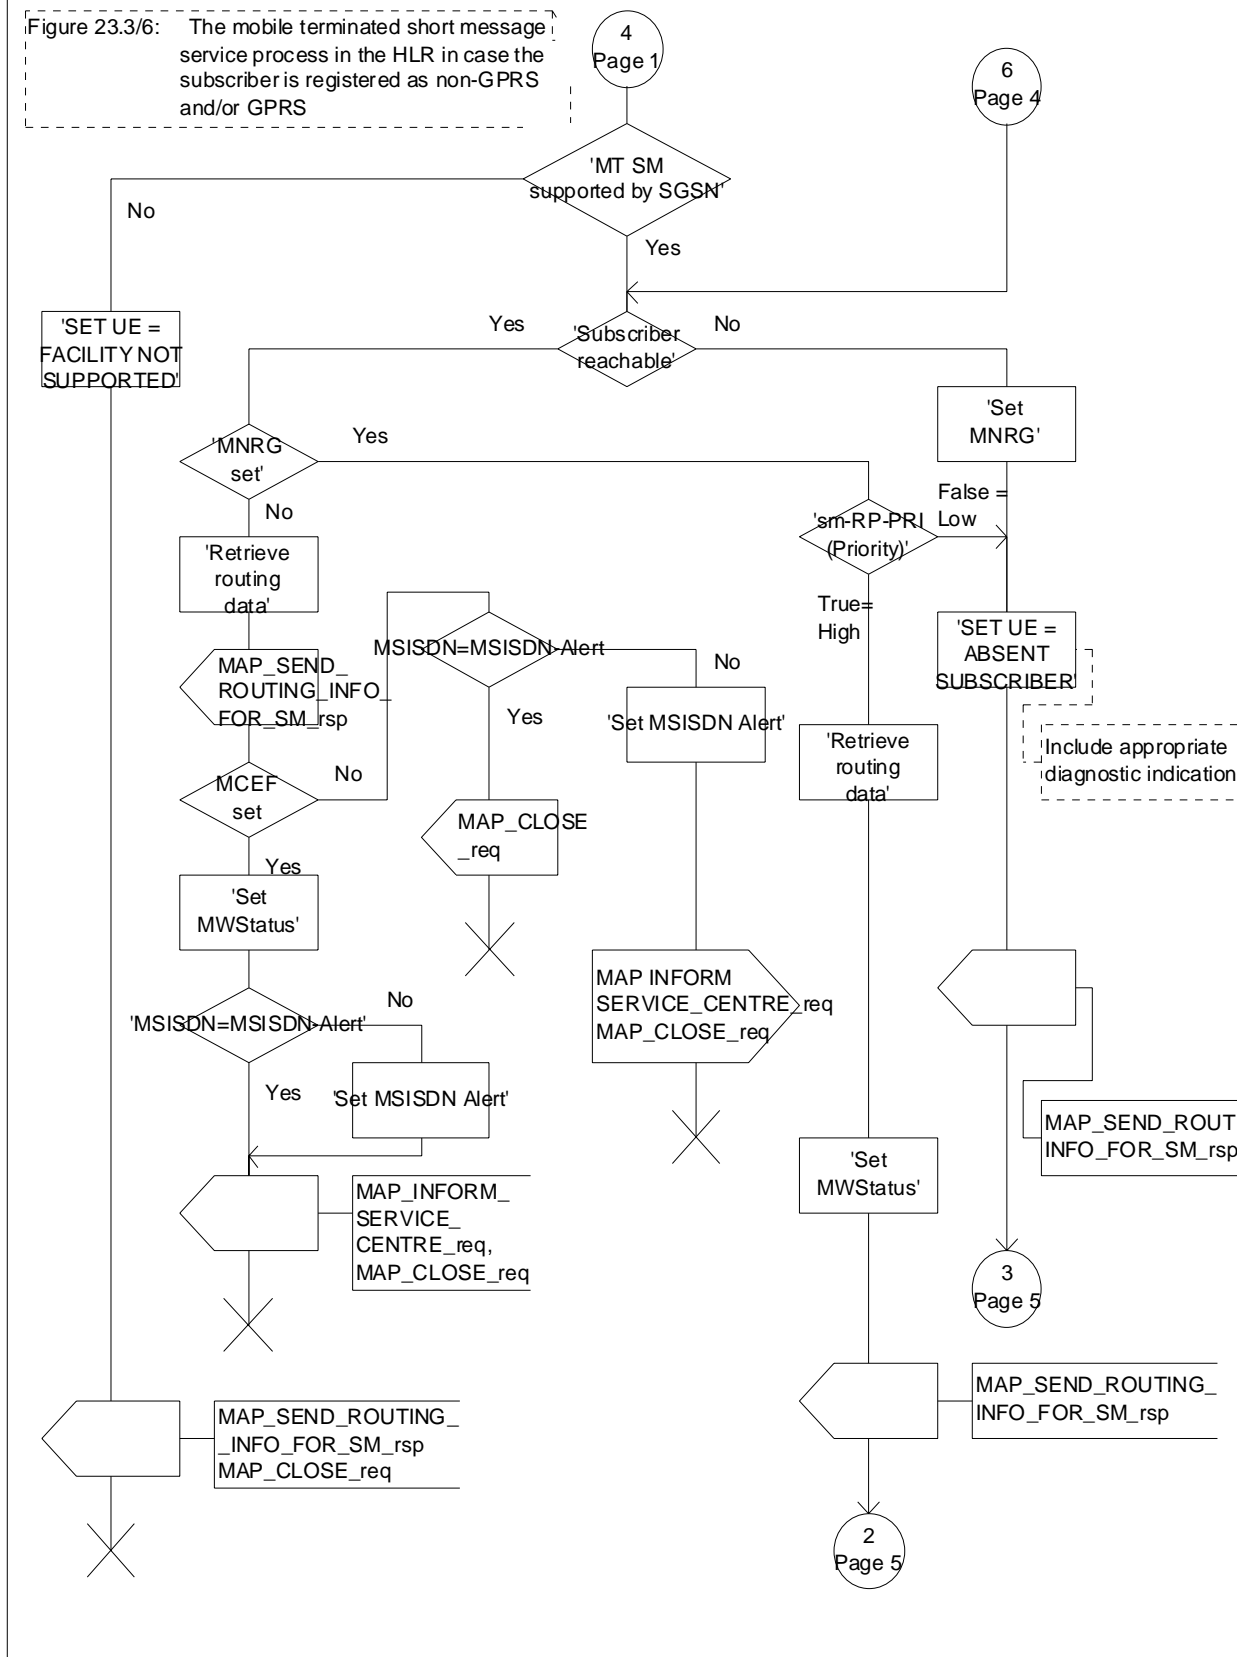 Figure 23.3/6: The mobile terminated short message
service process in the HLR in case the
subscriber is registered as non-GPRS
and/or GPRS
4
Page 1
6
Page 4
'MT SM
supported by SGSN'
No
Yes
'SET UE =
FACILITY NOT
SUPPORTED'
Yes
'Subscriber
reachable'
No
'Set
MNRG'
'MNRG
set'
Yes
No
False =
Low
'sm-RP-PRI
(Priority)'
True=
High
'Retrieve
routing
data'
'SET UE =
ABSENT
SUBSCRIBER'
Include appropriate
diagnostic indication
MSISDN=MSISDN-Alert
No
Yes
MAP_SEND_
ROUTING_INFO_
FOR_SM_rsp
'Set MSISDN Alert'
'Retrieve
routing
data'
MCEF
set
No
Yes
MAP_CLOSE
_req
'Set
MWStatus'
MAP INFORM
SERVICE_CENTRE_req
MAP_CLOSE_req
'MSISDN=MSISDN-Alert'
No
Yes
'Set MSISDN Alert'
MAP_SEND_ROUT
INFO_FOR_SM_rsp
'Set
MWStatus'
MAP_INFORM_
SERVICE_
CENTRE_req,
MAP_CLOSE_req
3
Page 5
MAP_SEND_ROUTING_
INFO_FOR_SM_rsp
MAP_SEND_ROUTING_
_INFO_FOR_SM_rsp
MAP_CLOSE_req
2
Page 5